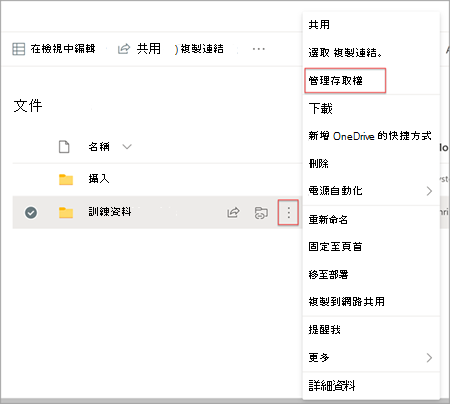 共用
在檢視中編輯 共用 )複製連結 ...
選取 複製連結。
管理存取權
文件
下載
名稱
新增 OneDrive 的快捷方式
刪除
攝入
電源自動化
訓練資料
重新命名
固定至頁首
移至部署
複製到網路共用
提醒我
更多
詳細資料